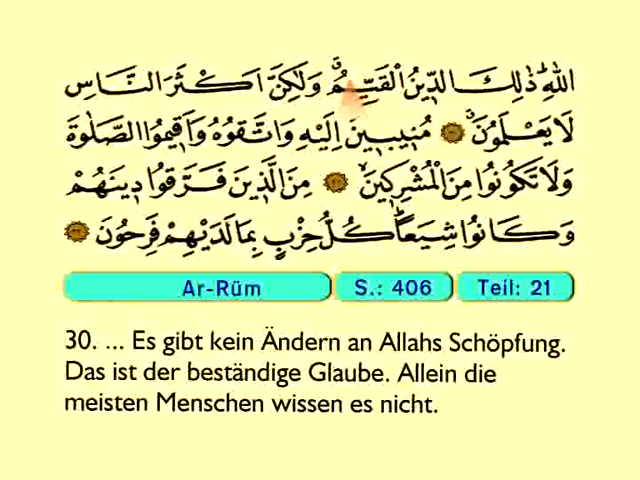 اللَّهِ ۚ ذَٰلِكَ الدِّينُ الْقَيِّمُ وَلَٰكِنَّ أَكْثَرَ النَّاسِ
لَا يَعْلَمُونَ ۞ مُنِيبِينَ إِلَيْهِ وَاتَّقُوهُ وَأَقِيمُوا الصَّلَاةَ
وَلَا تَكُونُوا مِنَ الْمُشْرِكِينَ ۞ مِنَ الَّذِينَ فَرَّقُوا دِينَهُمْ
وَكَانُوا شِيَعًا ۖ كُلُّ حِزْبٍ بِمَا لَدَيْهِمْ فَرِحُونَ ۞
Ar-Rūm S.: 406 Teil: 21
30. ... Es gibt kein Ändern an Allahs Schöpfung.
Das ist der beständige Glaube. Allein die
meisten Menschen wissen es nicht.